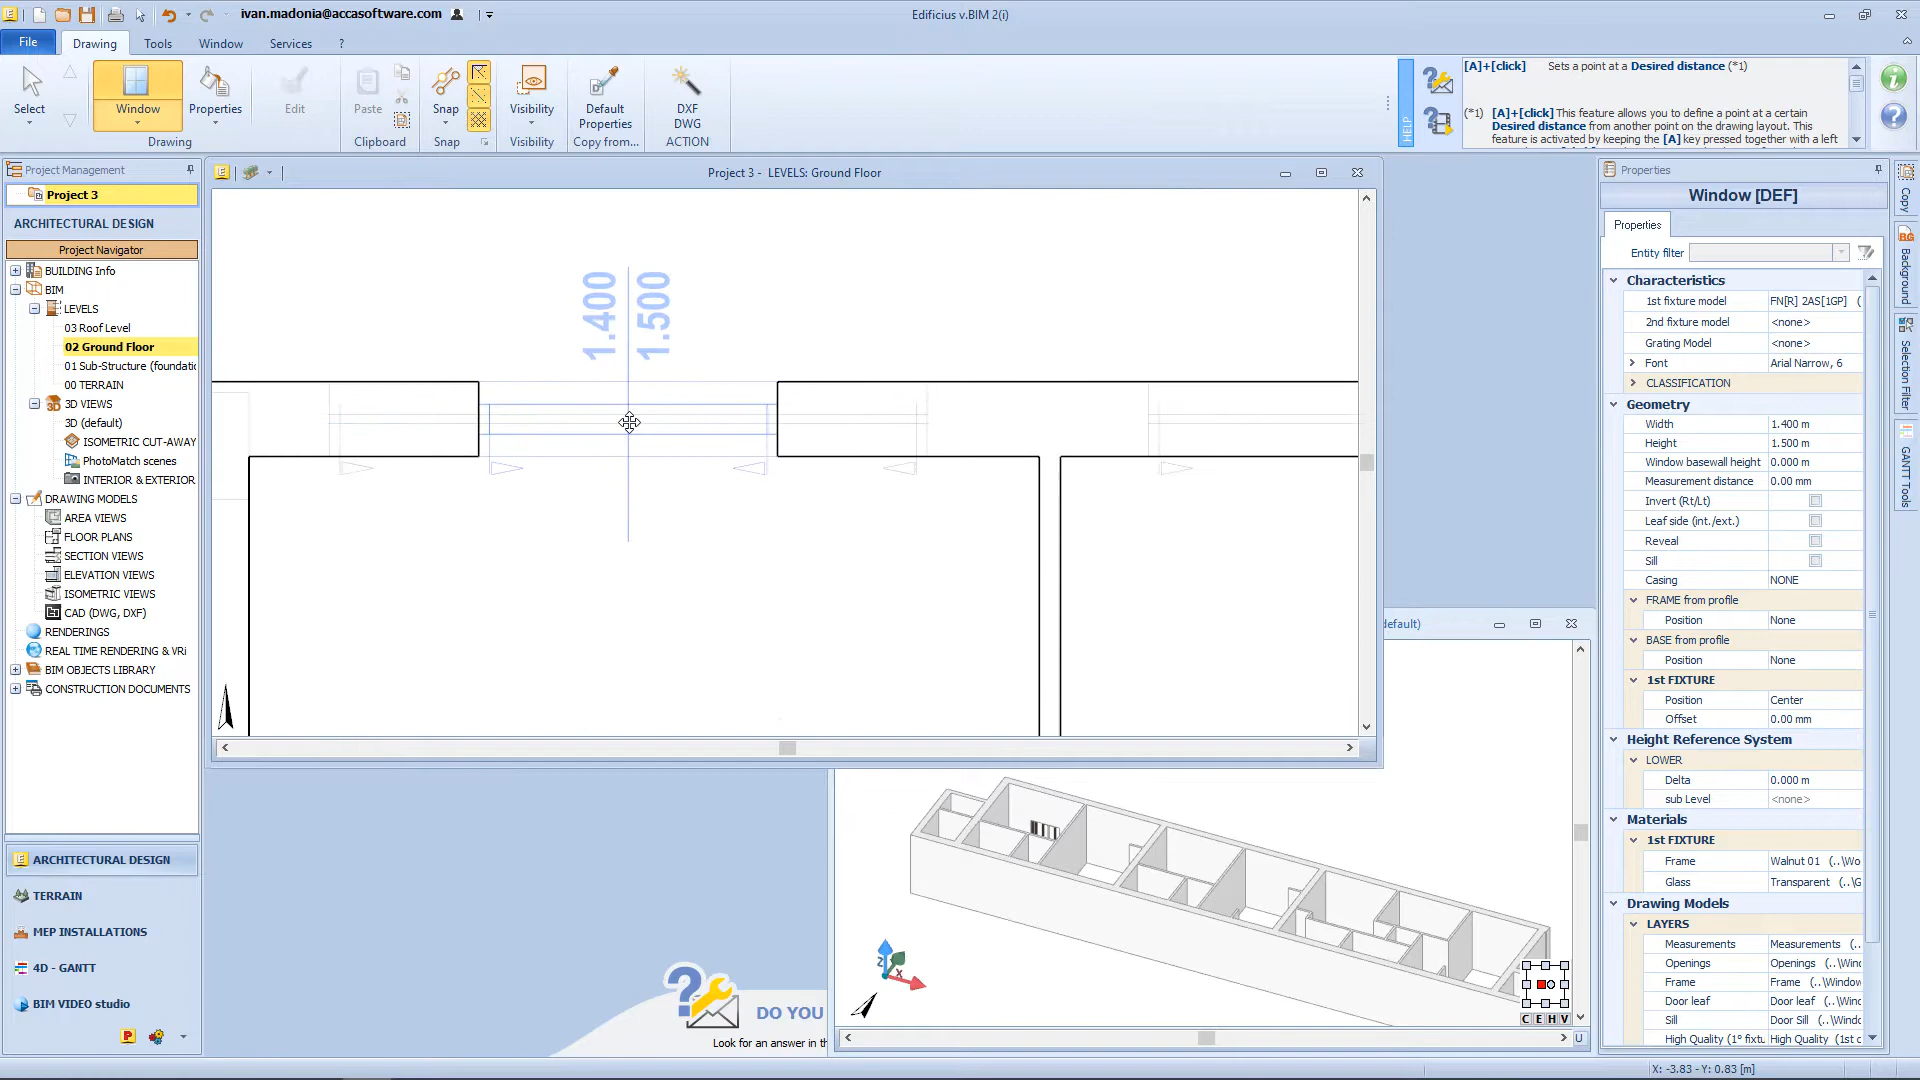 ivan.madonia@accasoftware.com
Edificius v.BIM 2(i)
File
Drawing
Tools
Window
Services
?
Select
Window
Properties
Edit
Paste
Snap
Visibility
Default
Properties
DXF
DWG
Drawing
Clipboard
Snap
Visibility
Copy from...
ACTION
HELP
[A]+[click] Sets a point at a Desired distance (*1)
(*1) [A]+[click] This feature allows you to define a point at a certain
Desired distance from another point on the drawing layout. This
feature is activated by keeping the [A] key pressed together with a left
Project Management
Project 3
ARCHITECTURAL DESIGN
Project Navigator
BUILDING Info
BIM
LEVELS
03 Roof Level
02 Ground Floor
01 Sub-Structure (foundatic
00 TERRAIN
3D VIEWS
3D (default)
ISOMETRIC CUT-AWAY
PhotoMatch scenes
INTERIOR & EXTERIOR
DRAWING MODELS
AREA VIEWS
FLOOR PLANS
SECTION VIEWS
ELEVATION VIEWS
ISOMETRIC VIEWS
CAD (DWG, DXF)
RENDERINGS
REAL TIME RENDERING & VRi
BIM OBJECTS LIBRARY
CONSTRUCTION DOCUMENTS
ARCHITECTURAL DESIGN
TERRAIN
MEP INSTALLATIONS
4D - GANTT
BIM VIDEO studio
Project 3 - LEVELS: Ground Floor
1.400
1.500
default)
Z
X
C E H V
U
DO YOU
Look for an answer in th
Properties
Window [DEF]
Properties
Entity filter
Characteristics
1st fixture model FN[R] 2AS[1GP] (
2nd fixture model <none>
Grating Model <none>
Font Arial Narrow, 6
CLASSIFICATION
Geometry
Width 1.400 m
Height 1.500 m
Window basewall height 0.000 m
Measurement distance 0.00 mm
Invert (Rt/Lt)
Leaf side (int./ext.)
Reveal
Sill
Casing NONE
FRAME from profile
Position None
BASE from profile
Position None
1st FIXTURE
Position Center
Offset 0.00 mm
Height Reference System
LOWER
Delta 0.000 m
sub Level <none>
Materials
1st FIXTURE
Frame Walnut 01 (..\Wo
Glass Transparent (..\G
Drawing Models
LAYERS
Measurements Measurements (..\
Openings Openings (..\Winc
Frame Frame (..\Window
Door leaf Door leaf (..\Winc
Sill Door Sill (..\Windc
High Quality (1° fixtu High Quality (1st c
Copy
Background
Selection Filter
GANTT Tools
X: -3.83 - Y: 0.83 [m]